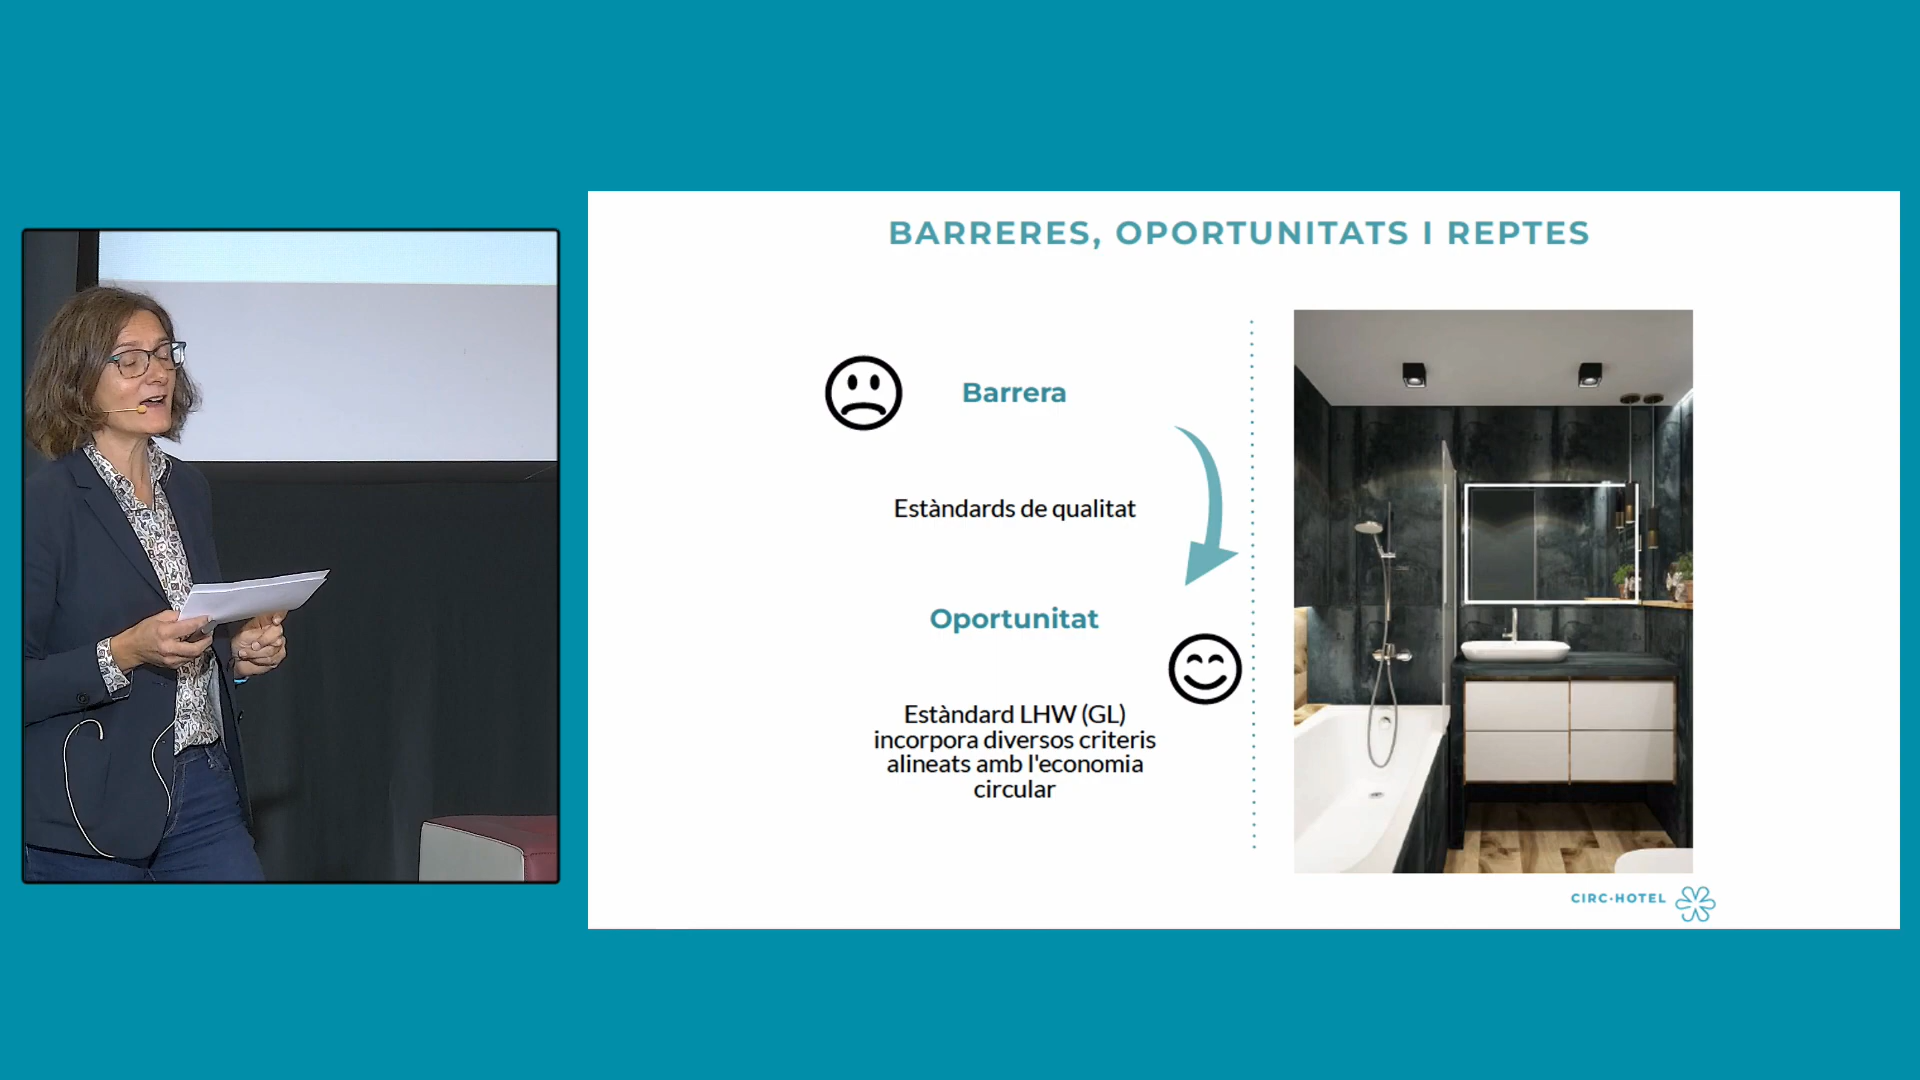 BARRERES, OPORTUNITATS I REPTES
Barrera
Estàndards de qualitat
Oportunitat
Estàndard LHW (GL)
incorpora diversos criteris
alineats amb l'economia
circular
CIRC·HOTEL